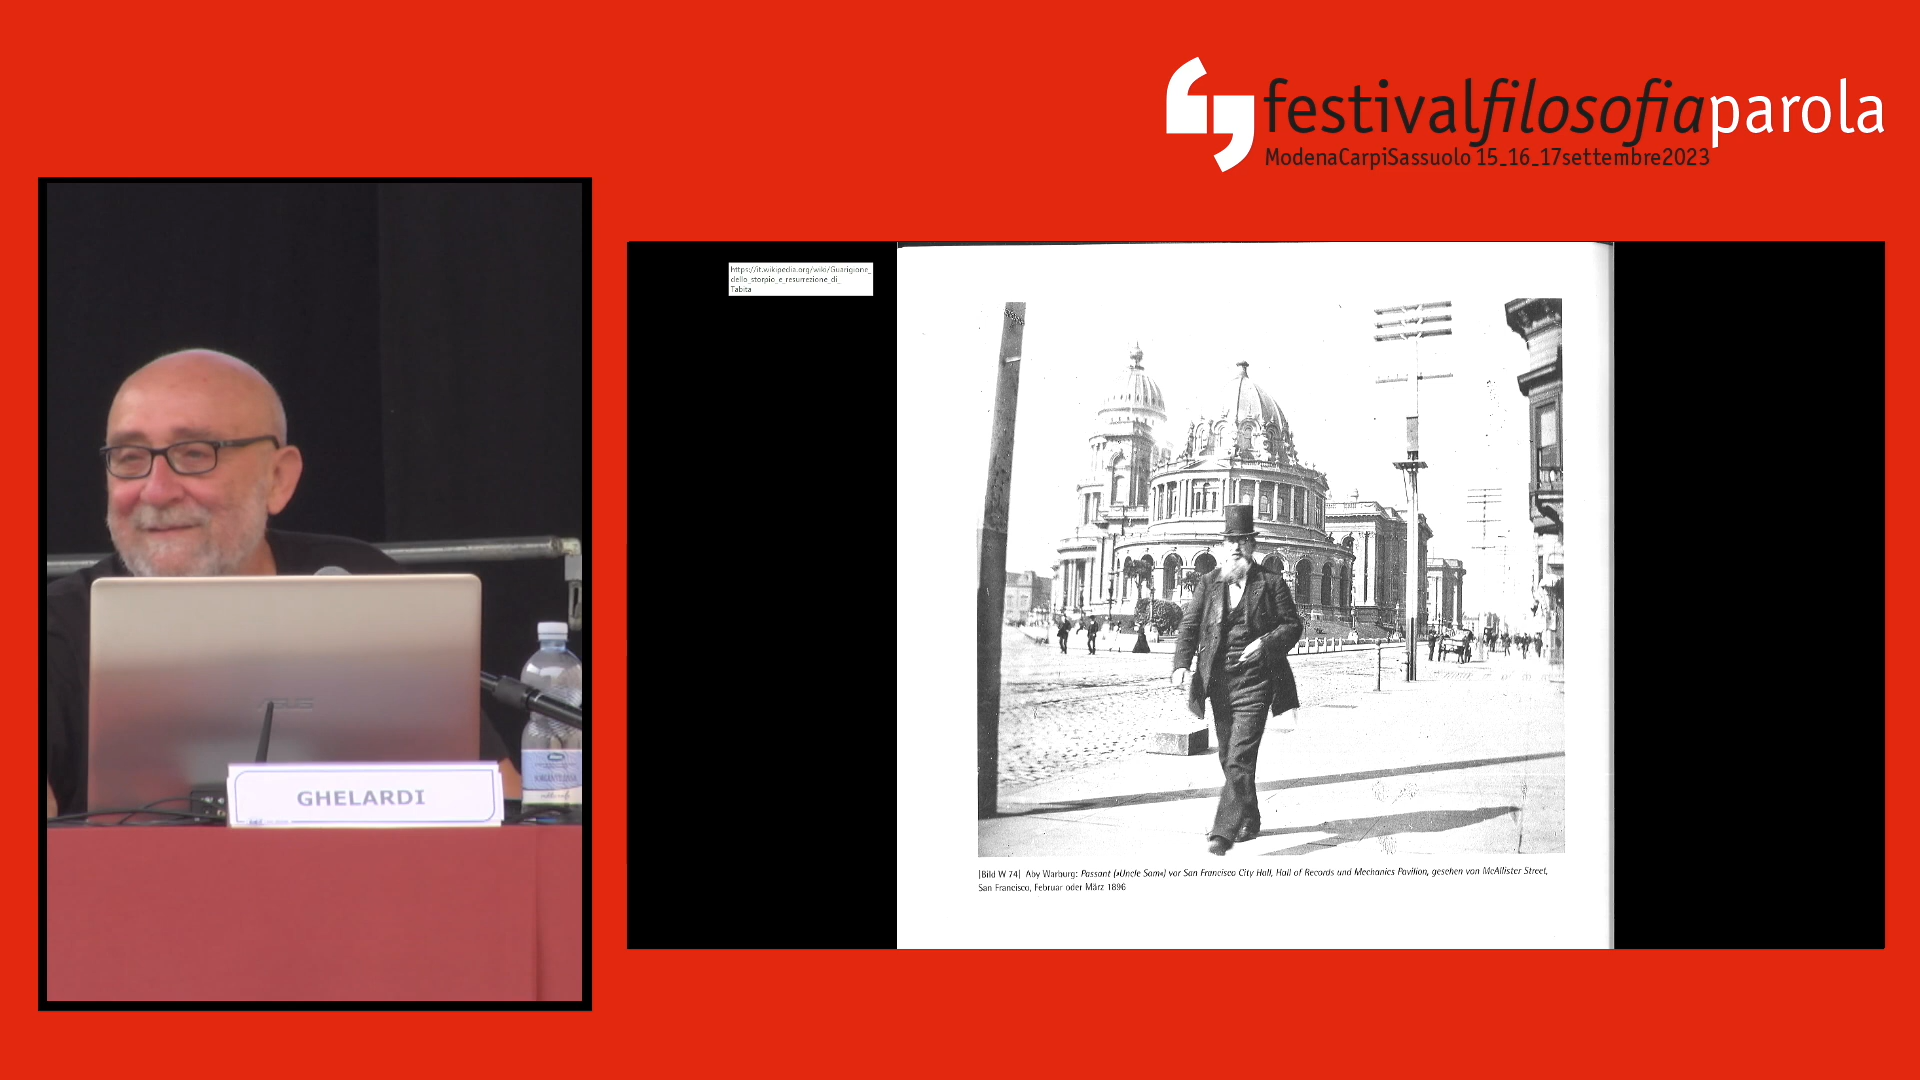 festivalfilosofiaparola
ModenaCarpiSassuolo 15_16_17settembre2023
https://it.wikipedia.org/wiki/Guarigione_
dello_storpio_e_resurrezione_di_
Tabita
ASUS
GHELARDI
[Bild W 74] Aby Warburg: Passant (»Uncle Sam«) vor San Francisco City Hall, Hall of Records und Mechanics Pavilion, gesehen von McAllister Street,
San Francisco, Februar oder März 1896